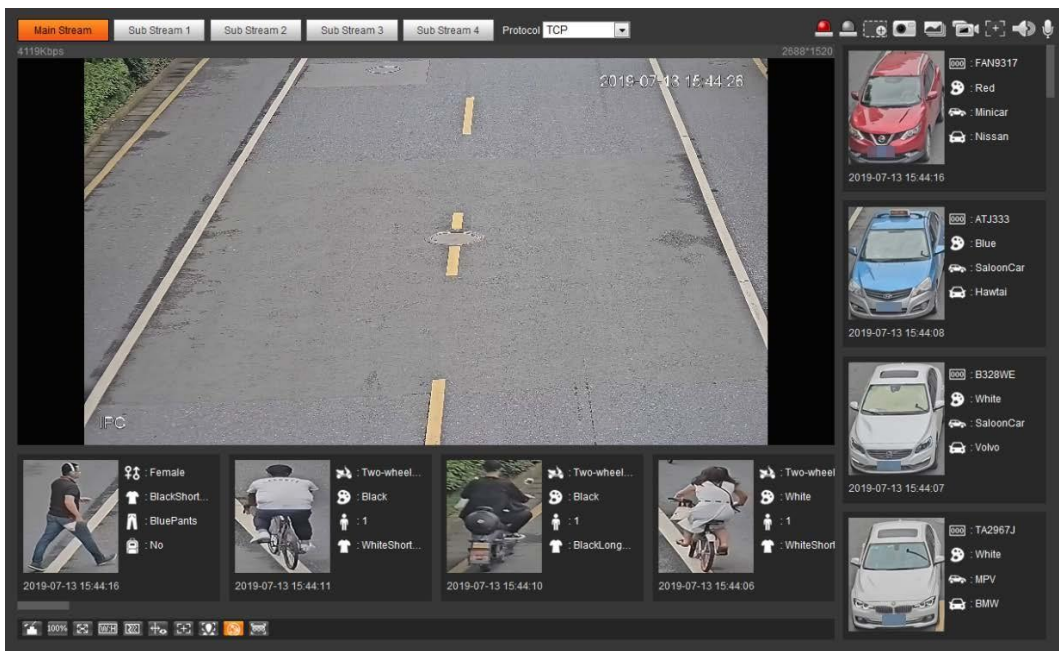 Main Stream
Sub Stream 1
Sub Stream 2
Sub Stream 3
Sub Stream 4
Protocol TCP
4119Kbps
2688*1520
2019-07-13 15:44:26
IPC
: FAN9317
: Red
: Minicar
: Nissan
2019-07-13 15:44:16
: ATJ333
: Blue
: SaloonCar
: Hawtai
2019-07-13 15:44:08
: B328WE
: White
: SaloonCar
: Volvo
2019-07-13 15:44:07
: TA2967J
: White
: MPV
: BMW
: Female
: BlackShort...
: BluePants
: No
2019-07-13 15:44:16
: Two-wheel...
: Black
: 1
: WhiteShort...
2019-07-13 15:44:11
: Two-wheel...
: Black
: 1
: BlackLong...
2019-07-13 15:44:10
: Two-wheel
: White
: 1
: WhiteShort
2019-07-13 15:44:06
100%
W:H